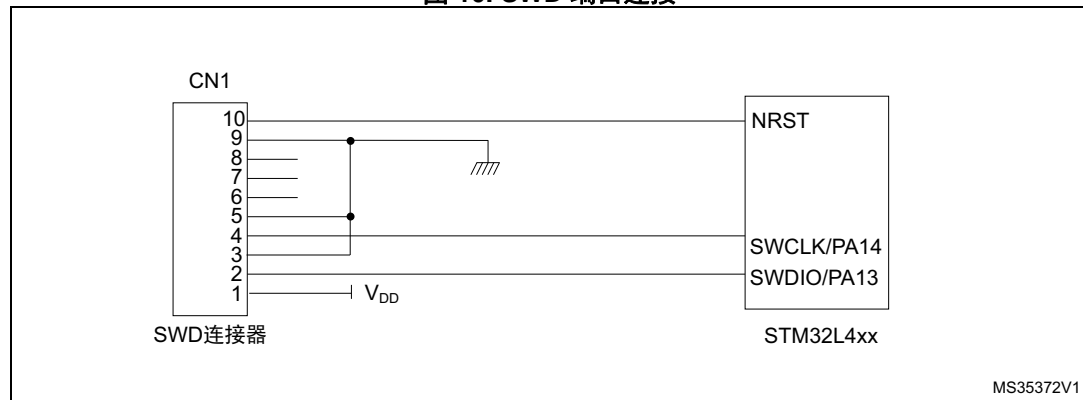 CN1
10
9
8
7
6
5
4
3
2
1
VDD
SWD连接器
NRST
SWCLK/PA14
SWDIO/PA13
STM32L4xx
MS35372V1